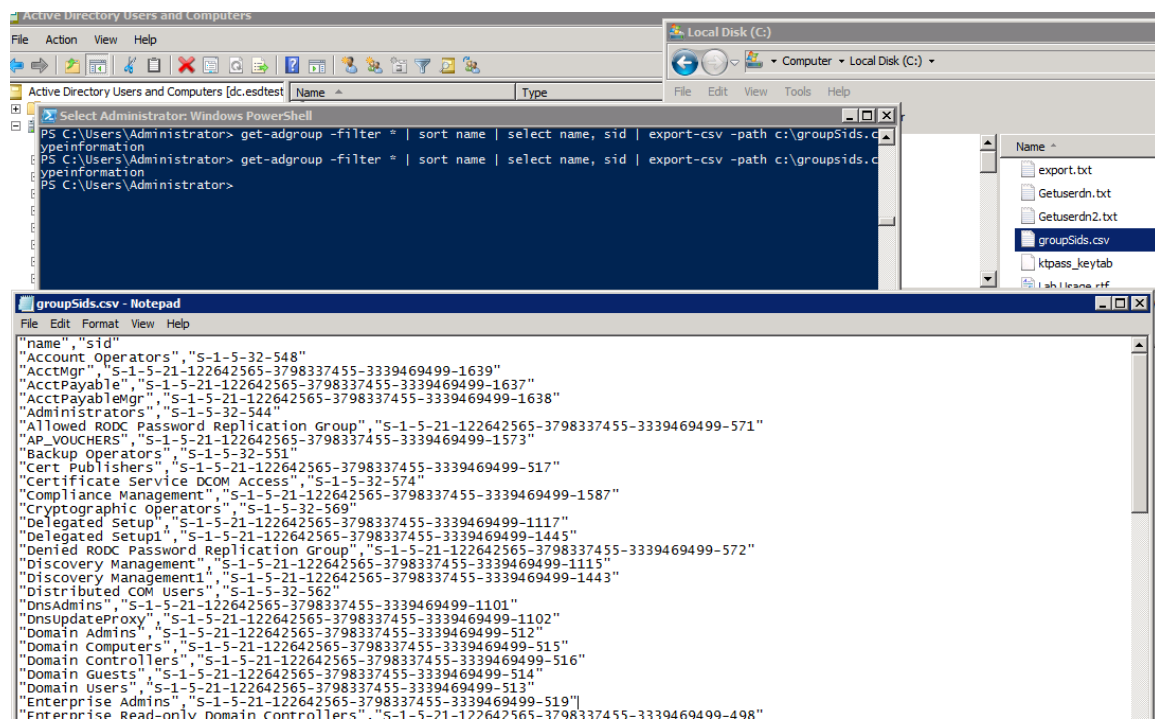 Active Directory Users and Computers
File Action View Help
Active Directory Users and Computers [dc.esdtest
Name
Type
Local Disk (C:)
Computer Local Disk (C:)
File Edit View Tools Help
Select Administrator: Windows PowerShell
PS C:\Users\Administrator> get-adgroup -filter * | sort name | select name, sid | export-csv -path c:\groupSids.c
ypeinformation
PS C:\Users\Administrator> get-adgroup -filter * | sort name | select name, sid | export-csv -path c:\groupsids.c
ypeinformation
PS C:\Users\Administrator>
Name
export.txt
Getuserdn.txt
Getuserdn2.txt
groupSids.csv
ktpass_keytab
Lab Usage.rtf
groupSids.csv - Notepad
File Edit Format View Help
"name","sid"
"Account Operators","S-1-5-32-548"
"AcctMgr","S-1-5-21-122642565-3798337455-3339469499-1639"
"AcctPayable","S-1-5-21-122642565-3798337455-3339469499-1637"
"AcctPayableMgr","S-1-5-21-122642565-3798337455-3339469499-1638"
"Administrators","S-1-5-32-544"
"Allowed RODC Password Replication Group","S-1-5-21-122642565-3798337455-3339469499-571"
"AP_VOUCHERS","S-1-5-21-122642565-3798337455-3339469499-1573"
"Backup Operators","S-1-5-32-551"
"Cert Publishers","S-1-5-21-122642565-3798337455-3339469499-517"
"Certificate Service DCOM Access","S-1-5-32-574"
"Compliance Management","S-1-5-21-122642565-3798337455-3339469499-1587"
"Cryptographic Operators","S-1-5-32-569"
"Delegated Setup","S-1-5-21-122642565-3798337455-3339469499-1117"
"Delegated Setup1","S-1-5-21-122642565-3798337455-3339469499-1445"
"Denied RODC Password Replication Group","S-1-5-21-122642565-3798337455-3339469499-572"
"Discovery Management","S-1-5-21-122642565-3798337455-3339469499-1115"
"Discovery Management1","S-1-5-21-122642565-3798337455-3339469499-1443"
"Distributed COM Users","S-1-5-32-562"
"DnsAdmins","S-1-5-21-122642565-3798337455-3339469499-1101"
"DnsUpdateProxy","S-1-5-21-122642565-3798337455-3339469499-1102"
"Domain Admins","S-1-5-21-122642565-3798337455-3339469499-512"
"Domain Computers","S-1-5-21-122642565-3798337455-3339469499-515"
"Domain Controllers","S-1-5-21-122642565-3798337455-3339469499-516"
"Domain Guests","S-1-5-21-122642565-3798337455-3339469499-514"
"Domain Users","S-1-5-21-122642565-3798337455-3339469499-513"
"Enterprise Admins","S-1-5-21-122642565-3798337455-3339469499-519"
"Enterprise Read-only Domain Controllers","S-1-5-21-122642565-3798337455-3339469499-498"